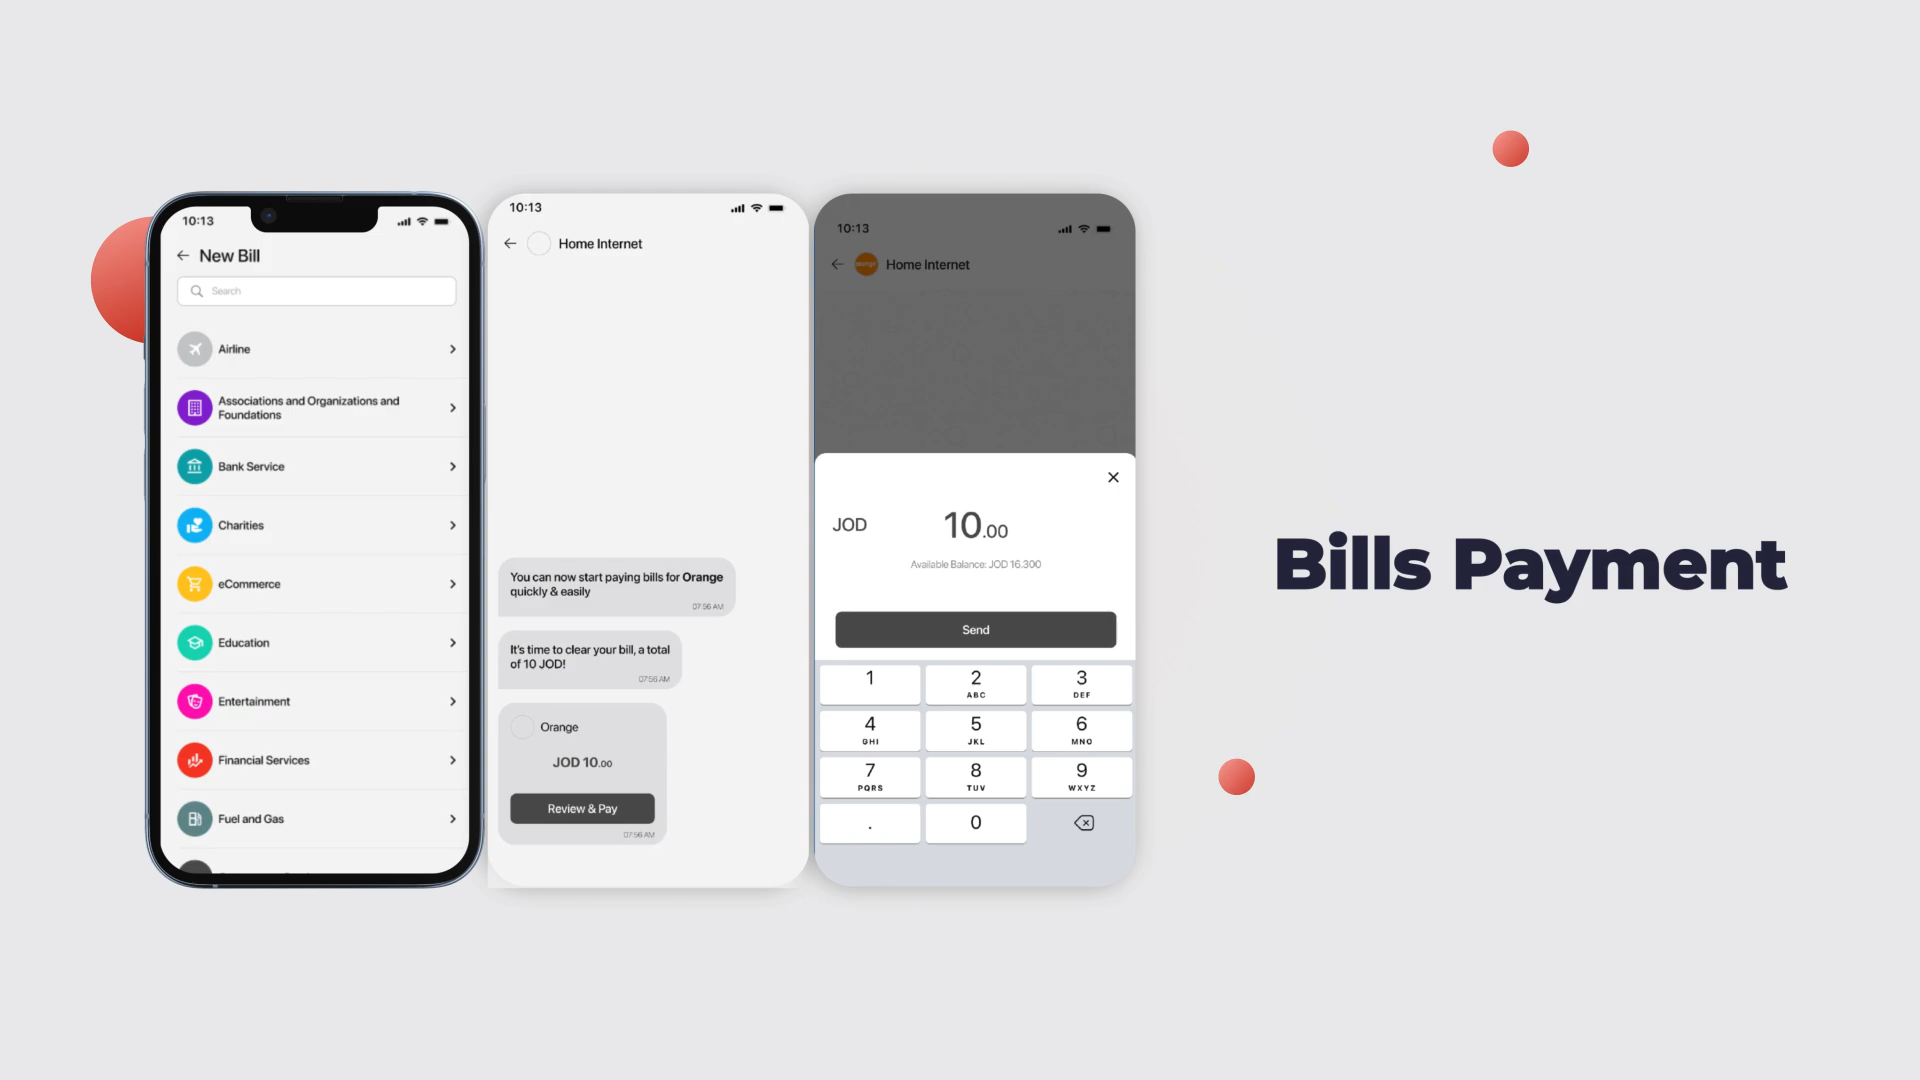 10:13
New Bill
Search
Airline
Associations and Organizations and
Foundations
Bank Service
Charities
eCommerce
Education
Entertainment
Financial Services
Fuel and Gas
10:13
Home Internet
You can now start paying bills for Orange
quickly & easily
07:56 AM
It's time to clear your bill, a total
of 10 JOD!
07:56 AM
Orange
JOD 10.00
Review & Pay
07:56 AM
10:13
orange
Home Internet
JOD
10.00
Available Balance: JOD 16.300
Send
1
2
ABC
3
DEF
4
GHI
5
JKL
6
MNO
7
PQRS
8
TUV
9
WXYZ
.
0
Bills Payment